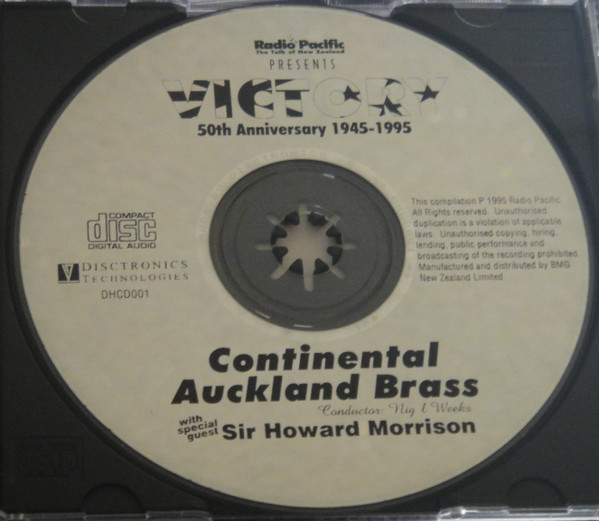 Radio Pacific
The Talk of New Zealand
PRESENTS
VICTORY
50th Anniversary 1945-1995
COMPACT
disc
DIGITAL AUDIO
DISCTRONICS
TECHNOLOGIES
DHCD001
This compilation P 1995 Radio Pacific.
All Rights reserved. Unauthorised
duplication is a violation of applicable
laws. Unauthorised copying, hiring,
lending, public performance and
broadcasting of the recording prohibited.
Manufactured and distributed by BMG
New Zealand Limited
Continental
Auckland Brass
Conductor: Nig l Weeks
with
special
guest
Sir Howard Morrison